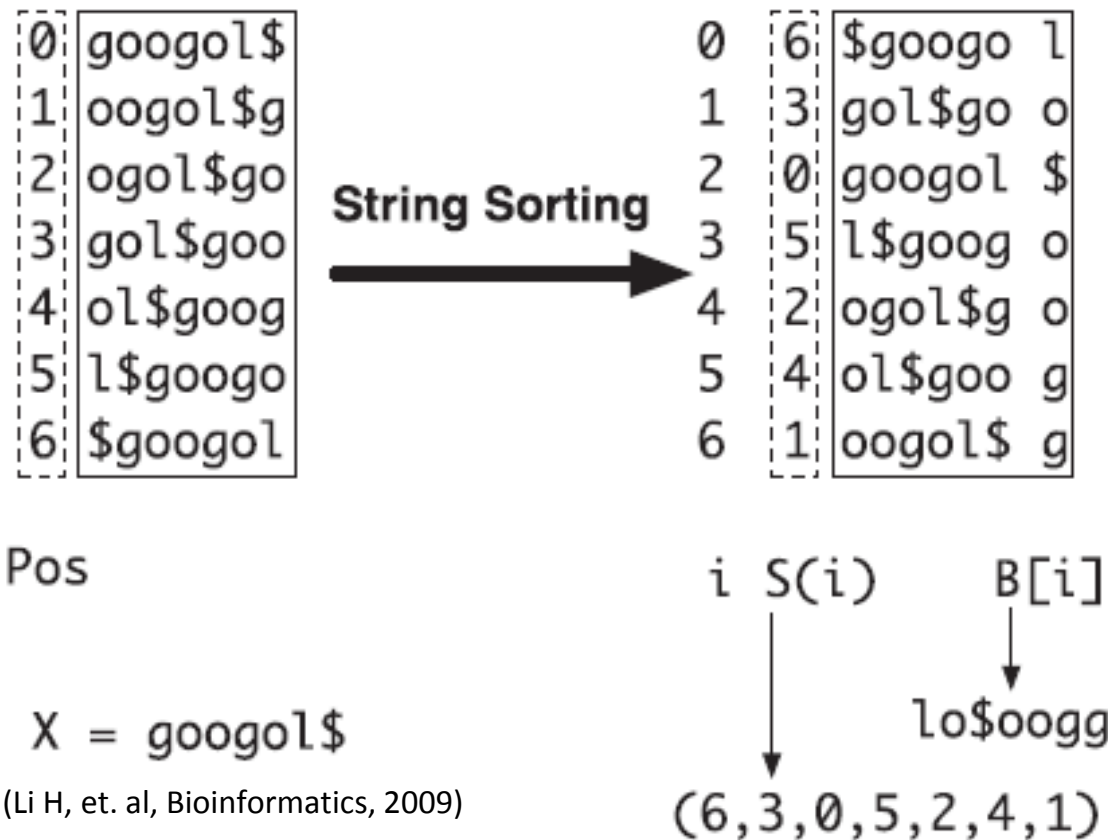 0 googol$ 0 6 $googo l
1 oogol$g 1 3 gol$go o
2 ogol$go 2 0 googol $
String Sorting
3 gol$goo 3 5 l$goog o
4 ol$goog 4 2 ogol$g o
5 l$googo 5 4 ol$goo g
6 $googol 6 1 oogol$ g
Pos i S(i) B[i]
X = googol$ lo$oogg
(Li H, et. al, Bioinformatics, 2009) (6,3,0,5,2,4,1)